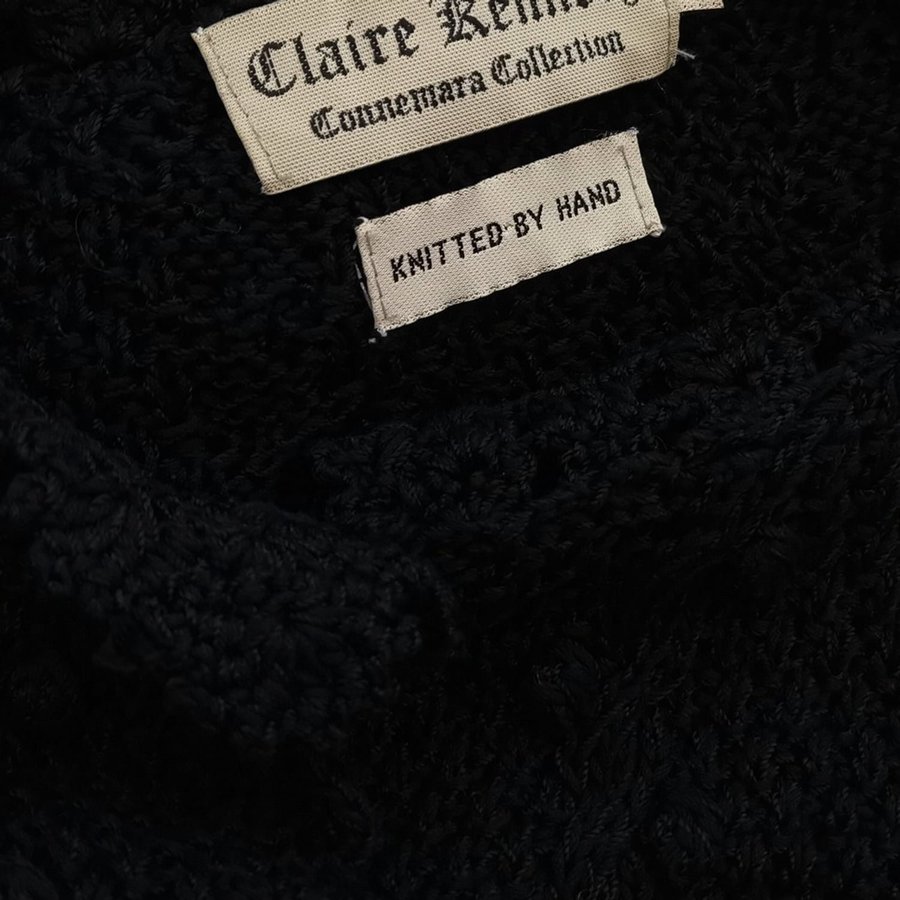 Claire
Connemara Collection
KNITTED BY HAND